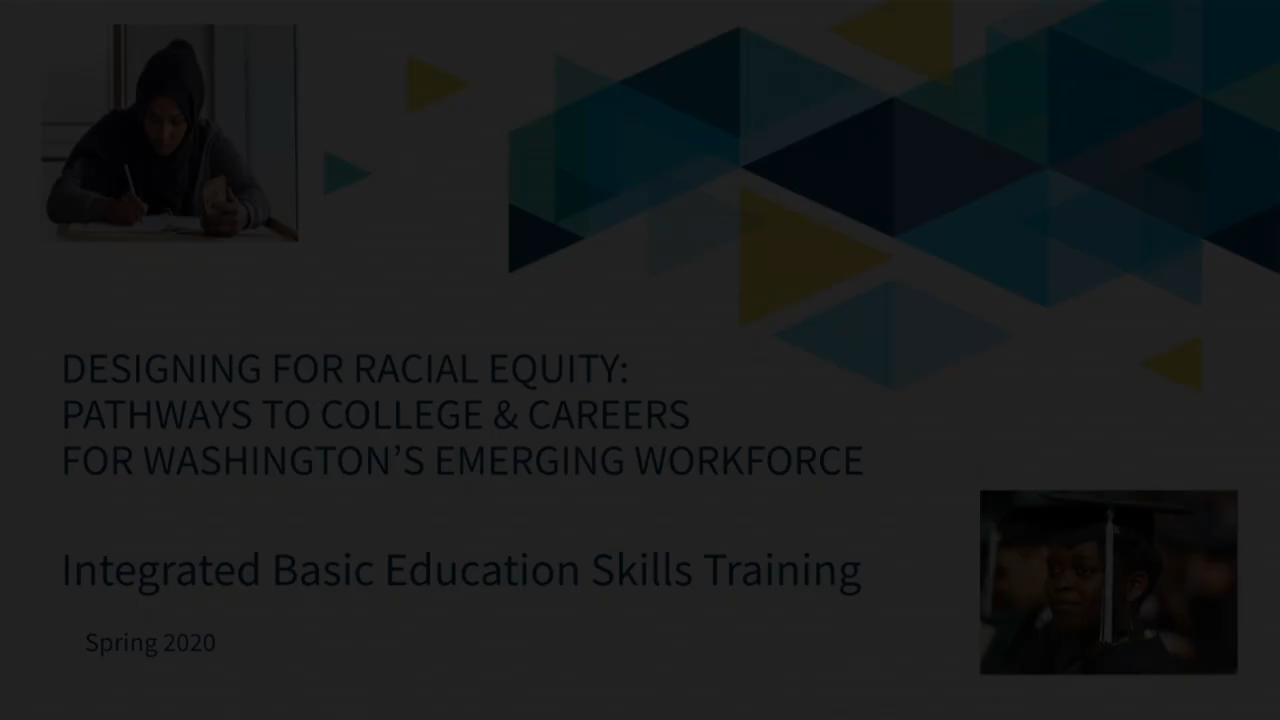 DESIGNING FOR RACIAL EQUITY:
PATHWAYS TO COLLEGE & CAREERS
FOR WASHINGTON’S EMERGING WORKFORCE
Integrated Basic Education Skills Training
Spring 2020